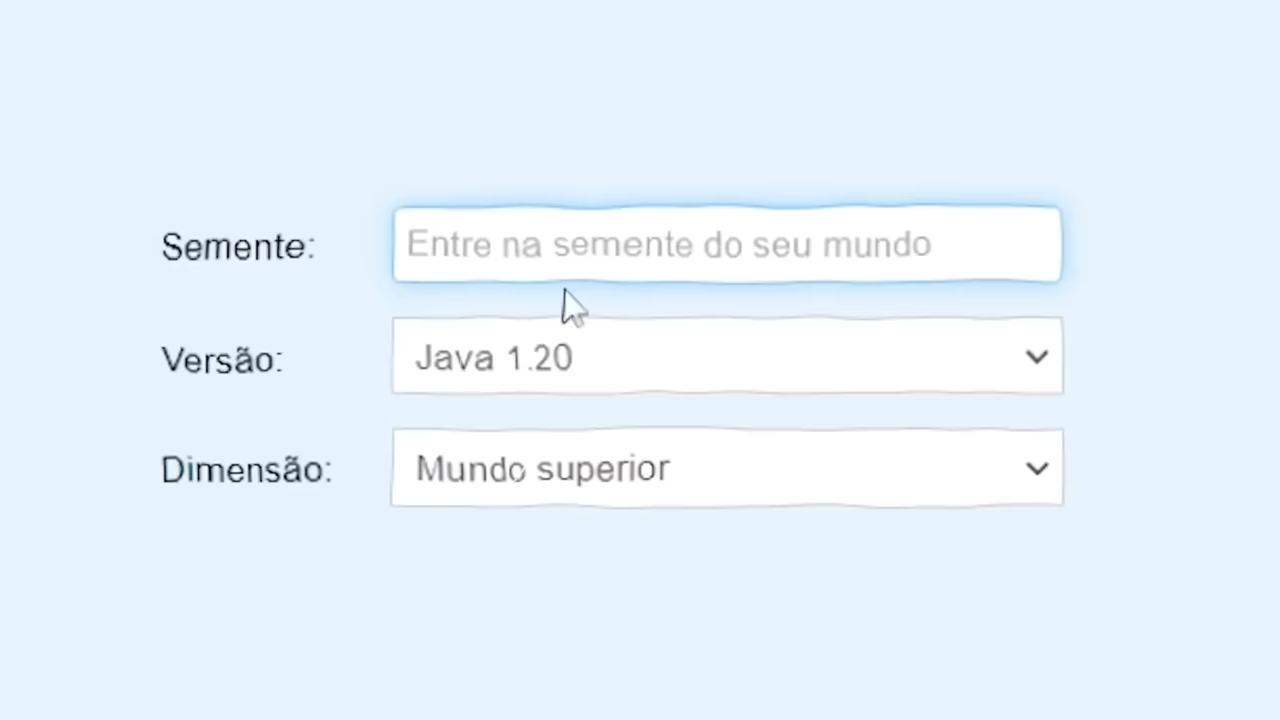 Semente: Entre na semente do seu mundo
Versão: Java 1.20
Dimensão: Mundo superior